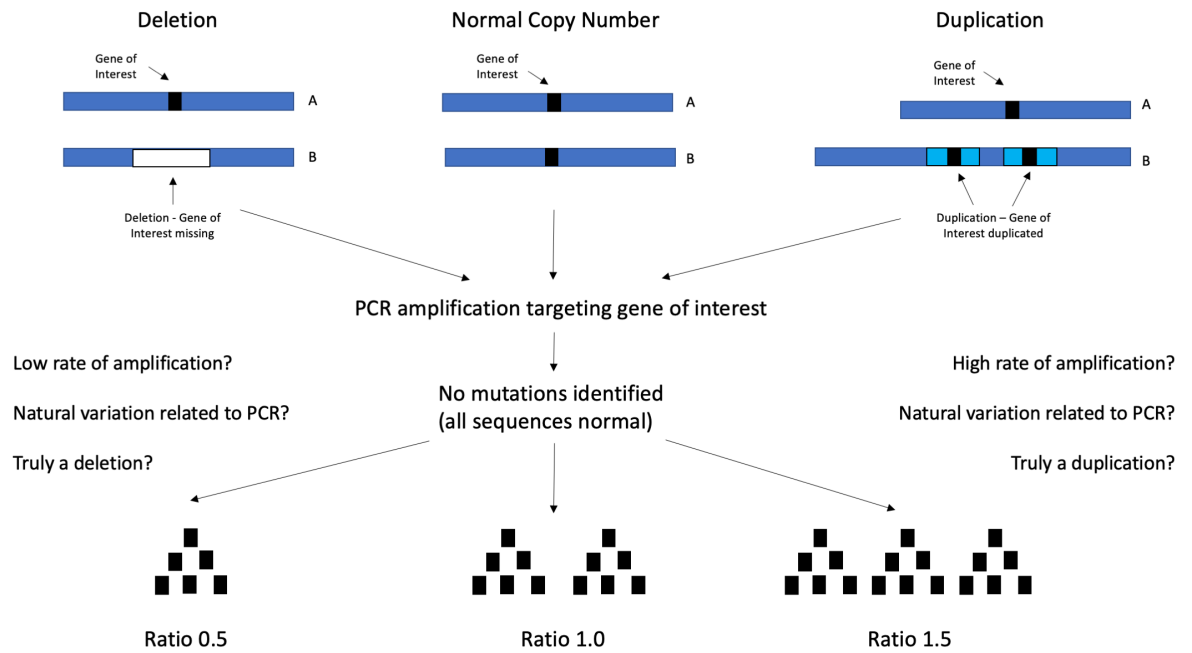 Deletion
Normal Copy Number
Duplication
Gene of
Interest
A
B
Deletion - Gene of
Interest missing
Gene of
Interest
A
B
Gene of
Interest
A
B
Duplication – Gene of
Interest duplicated
PCR amplification targeting gene of interest
Low rate of amplification?
Natural variation related to PCR?
Truly a deletion?
No mutations identified
(all sequences normal)
High rate of amplification?
Natural variation related to PCR?
Truly a duplication?
Ratio 0.5
Ratio 1.0
Ratio 1.5